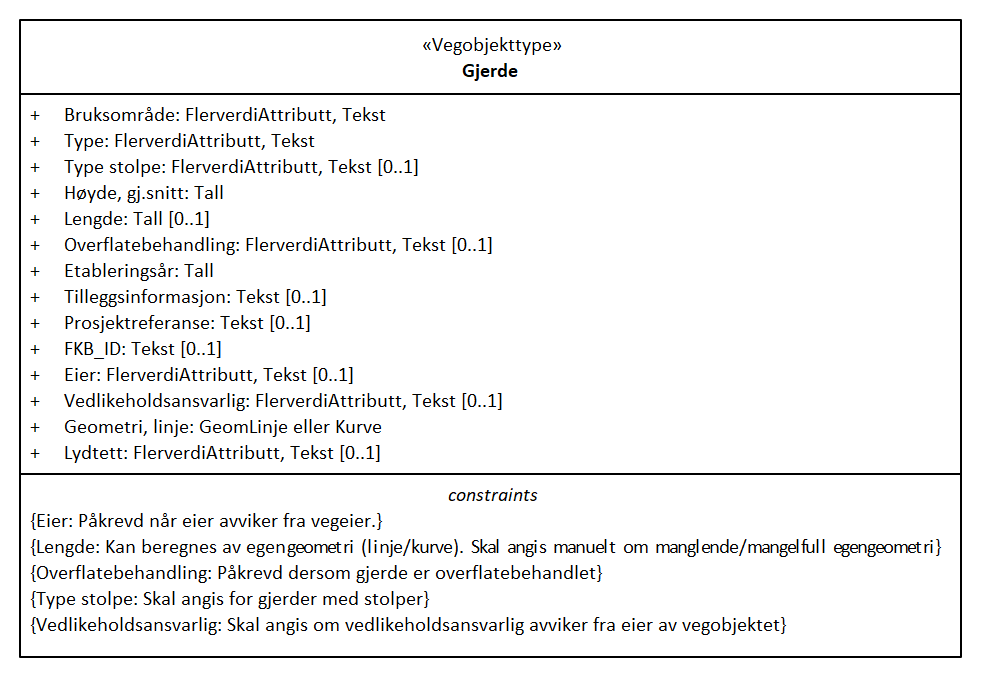 «Vegobjekttype»
Gjerde
+ Bruksområde: FlerverdiAttributt, Tekst
+ Type: FlerverdiAttributt, Tekst
+ Type stolpe: FlerverdiAttributt, Tekst [0..1]
+ Høyde, gj.snitt: Tall
+ Lengde: Tall [0..1]
+ Overflatebehandling: FlerverdiAttributt, Tekst [0..1]
+ Etableringsår: Tall
+ Tilleggsinformasjon: Tekst [0..1]
+ Prosjektreferanse: Tekst [0..1]
+ FKB_ID: Tekst [0..1]
+ Eier: FlerverdiAttributt, Tekst [0..1]
+ Vedlikeholdsansvarlig: FlerverdiAttributt, Tekst [0..1]
+ Geometri, linje: GeomLinje eller Kurve
+ Lydtett: FlerverdiAttributt, Tekst [0..1]
constraints
{Eier: Påkrevd når eier avviker fra vegeier.}
{Lengde: Kan beregnes av egengeometri (linje/kurve). Skal angis manuelt om manglende/mangelfull egengeometri}
{Overflatebehandling: Påkrevd dersom gjerde er overflatebehandlet}
{Type stolpe: Skal angis for gjerder med stolper}
{Vedlikeholdsansvarlig: Skal angis om vedlikeholdsansvarlig avviker fra eier av vegobjektet}